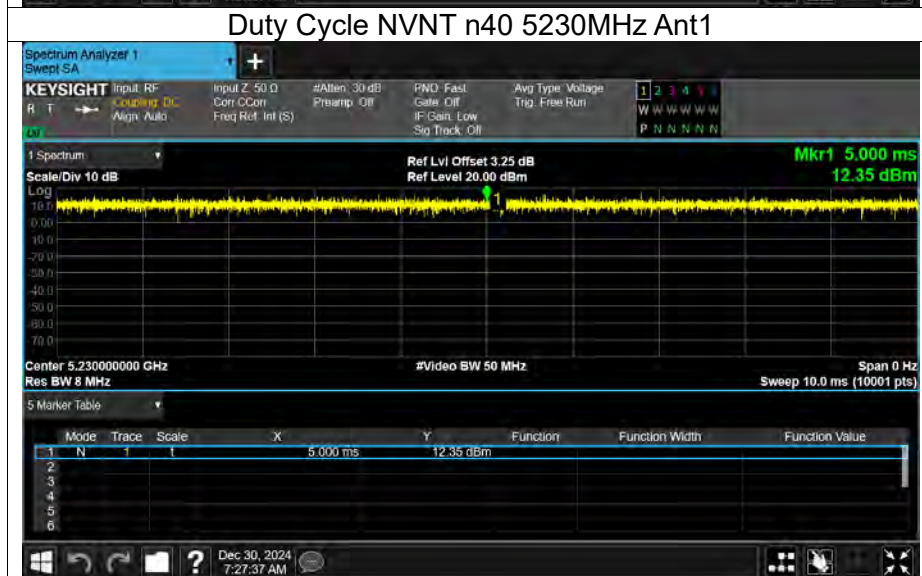 Duty Cycle NVNT n40 5230MHz Ant1
Spectrum Analyzer 1
Swept SA
+
KEYSIGHT Input: RF Input Z: 50 Ω #Atten: 30 dB PNO: Fast Avg Type: Voltage 1 2 3 4 5 6
R T Coupling: DC Corr CCorr Preamp: Off Gate: Off Trig: Free Run W W W W W W
Align: Auto Freq Ref: Int (S) IF Gain: Low
Sig Track: Off P N N N N N
1 Spectrum
Ref Lvl Offset 3.25 dB Mkr1 5.000 ms
Scale/Div 10 dB Ref Level 20.00 dBm 12.35 dBm
Log
1
10.0
0.00
-10.0
-20.0
-30.0
-40.0
-50.0
-60.0
-70.0
Center 5.230000000 GHz #Video BW 50 MHz Span 0 Hz
Res BW 8 MHz Sweep 10.0 ms (10001 pts)
5 Marker Table
Mode Trace Scale X Y Function Function Width Function Value
1 N 1 t 5.000 ms 12.35 dBm
2
3
4
5
6
? Dec 30, 2024
7:27:37 AM